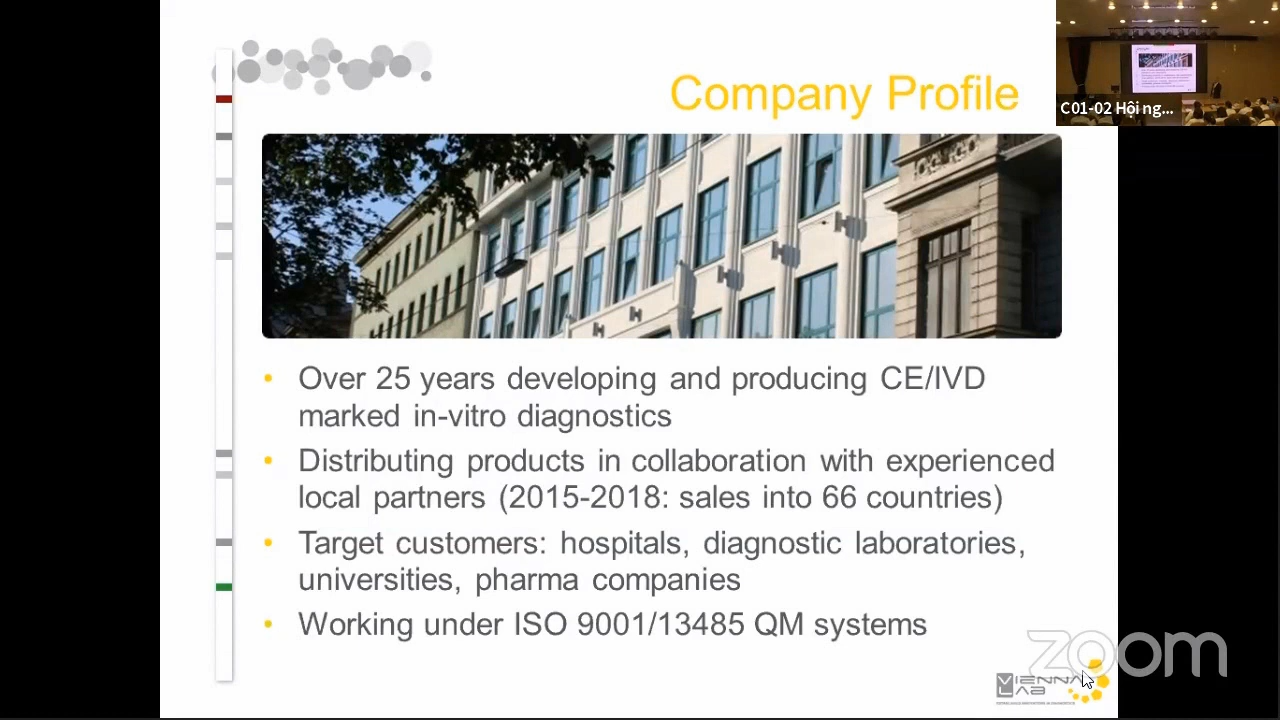 Company Profile
C01-02 Hội ng...
• Over 25 years developing and producing CE/IVD
marked in-vitro diagnostics
• Distributing products in collaboration with experienced
local partners (2015-2018: sales into 66 countries)
• Target customers: hospitals, diagnostic laboratories,
universities, pharma companies
• Working under ISO 9001/13485 QM systems
zoom
VIENNA
LAB